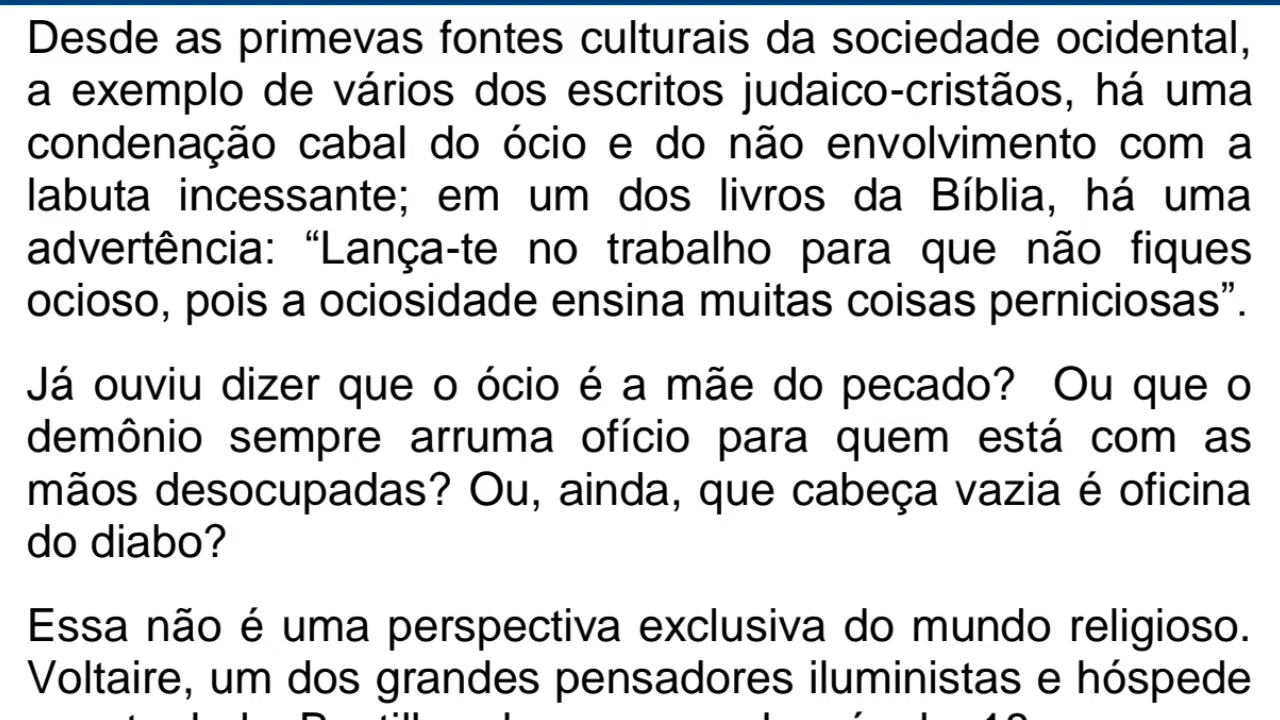 Desde as primevas fontes culturais da sociedade ocidental,
a exemplo de vários dos escritos judaico-cristãos, há uma
condenação cabal do ócio e do não envolvimento com a
labuta incessante; em um dos livros da Bíblia, há uma
advertência: “Lança-te no trabalho para que não fiques
ocioso, pois a ociosidade ensina muitas coisas perniciosas”.
Já ouviu dizer que o ócio é a mãe do pecado?  Ou que o
demônio sempre arruma ofício para quem está com as
mãos desocupadas? Ou, ainda, que cabeça vazia é oficina
do diabo?
Essa não é uma perspectiva exclusiva do mundo religioso.
Voltaire, um dos grandes pensadores iluministas e hóspede